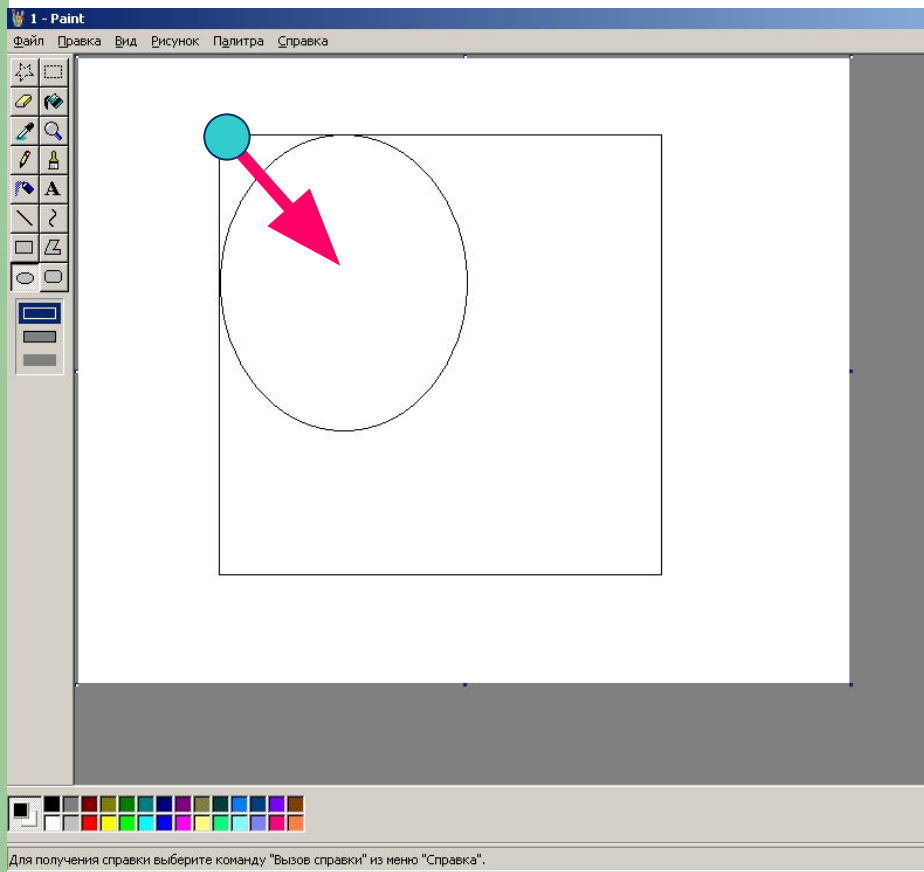 1 - Paint
Файл Правка Вид Рисунок Палитра Справка
A
Для получения справки выберите команду "Вызов справки" из меню "Справка".